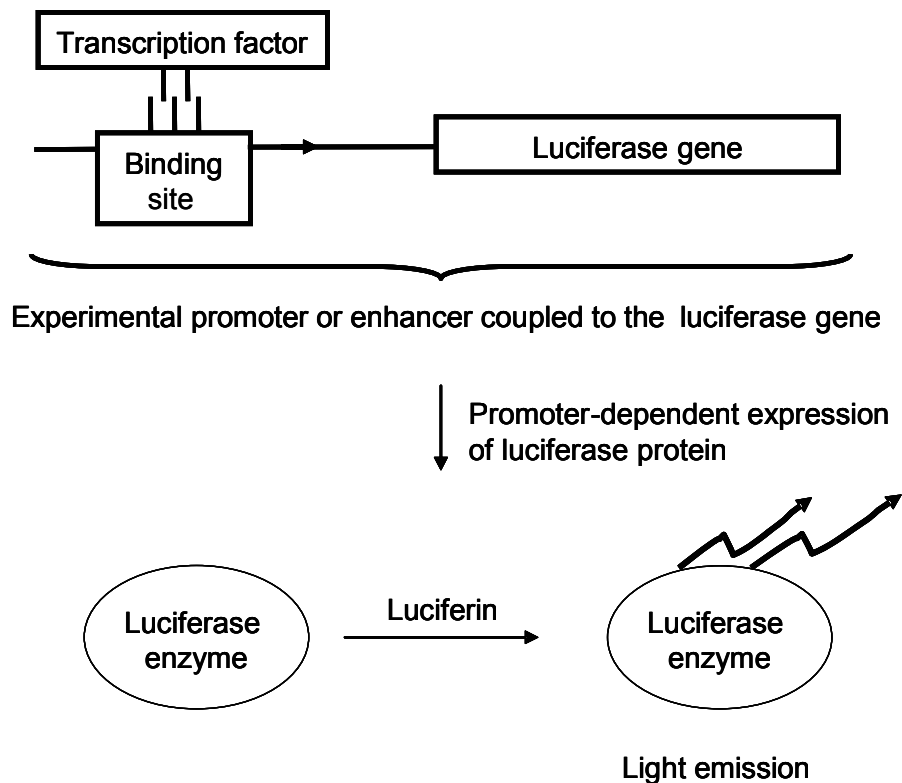 Transcription factor
Binding
site
Luciferase gene
Experimental promoter or enhancer coupled to the luciferase gene
Promoter-dependent expression
of luciferase protein
Luciferase
enzyme
Luciferin
Luciferase
enzyme
Light emission